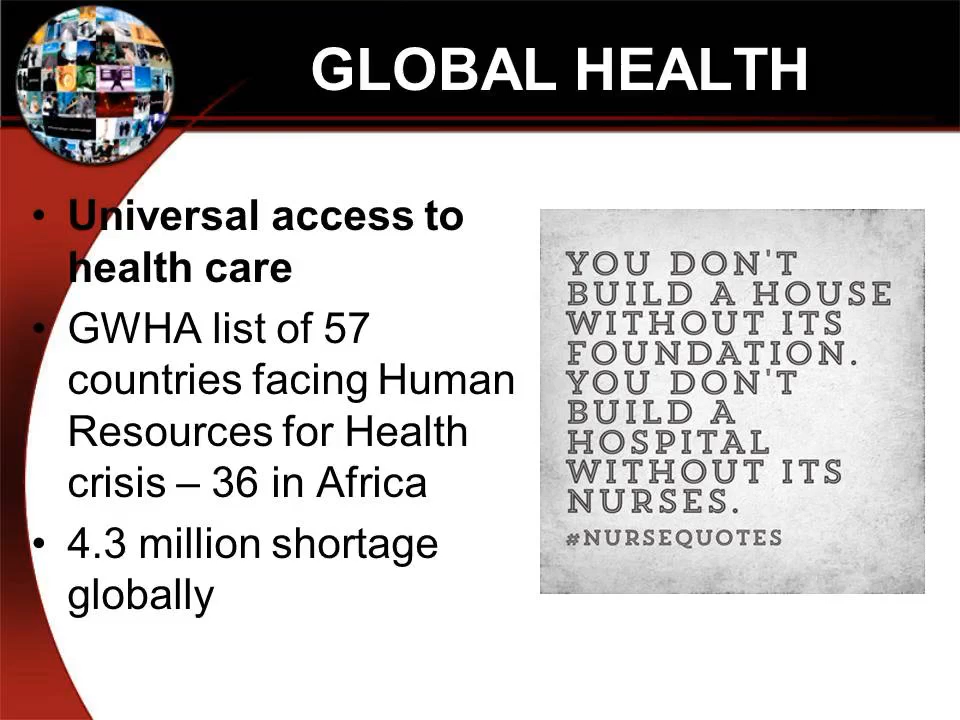 GLOBAL HEALTH
• Universal access to
health care
• GWHA list of 57
countries facing Human
Resources for Health
crisis – 36 in Africa
• 4.3 million shortage
globally
YOU DON'T
BUILD A HOUSE
WITHOUT ITS
FOUNDATION.
YOU DON'T
BUILD A
HOSPITAL
WITHOUT ITS
NURSES.
#NURSEQUOTES